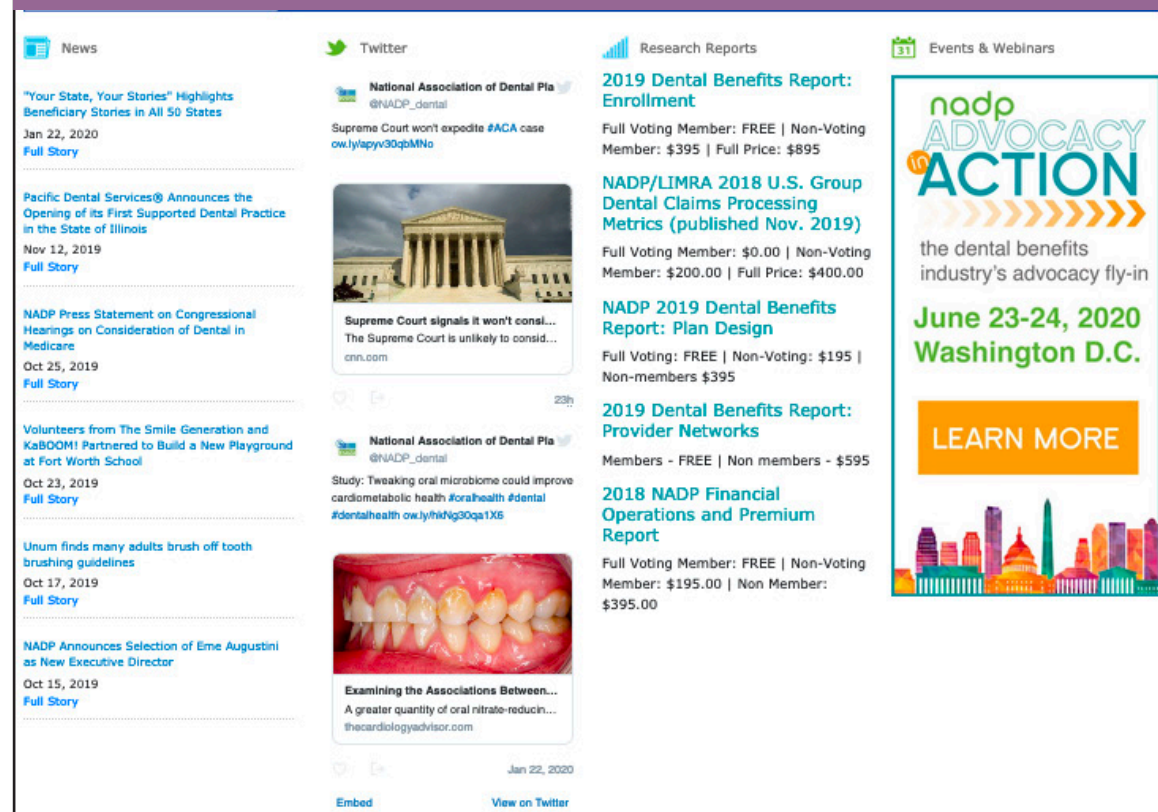 News
"Your State, Your Stories" Highlights
Beneficiary Stories in All 50 States
Jan 22, 2020
Full Story
Pacific Dental Services® Announces the
Opening of its First Supported Dental Practice
in the State of Illinois
Nov 12, 2019
Full Story
NADP Press Statement on Congressional
Hearings on Consideration of Dental in
Medicare
Oct 25, 2019
Full Story
Volunteers from The Smile Generation and
KaBOOM! Partnered to Build a New Playground
at Fort Worth School
Oct 23, 2019
Full Story
Unum finds many adults brush off tooth
brushing guidelines
Oct 17, 2019
Full Story
NADP Announces Selection of Eme Augustini
as New Executive Director
Oct 15, 2019
Full Story
Twitter
National Association of Dental Pla
@NADP_dental
Supreme Court won't expedite #ACA case
ow.ly/apyv30qbMNo
Supreme Court signals it won't consi...
The Supreme Court is unlikely to consid...
cnn.com
23h
National Association of Dental Pla
@NADP_dental
Study: Tweaking oral microbiome could improve
cardiometabolic health #oralhealth #dental
#dentalhealth ow.ly/hkNg30qa1X6
Examining the Associations Between...
A greater quantity of oral nitrate-reducin...
thecardiologyadvisor.com
Jan 22, 2020
Embed View on Twitter
Research Reports
2019 Dental Benefits Report:
Enrollment
Full Voting Member: FREE | Non-Voting
Member: $395 | Full Price: $895
NADP/LIMRA 2018 U.S. Group
Dental Claims Processing
Metrics (published Nov. 2019)
Full Voting Member: $0.00 | Non-Voting
Member: $200.00 | Full Price: $400.00
NADP 2019 Dental Benefits
Report: Plan Design
Full Voting: FREE | Non-Voting: $195 |
Non-members $395
2019 Dental Benefits Report:
Provider Networks
Members - FREE | Non members - $595
2018 NADP Financial
Operations and Premium
Report
Full Voting Member: FREE | Non-Voting
Member: $195.00 | Non Member:
$395.00
31 Events & Webinars
nadp
ADVOCACY
in ACTION
the dental benefits
industry's advocacy fly-in
June 23-24, 2020
Washington D.C.
LEARN MORE